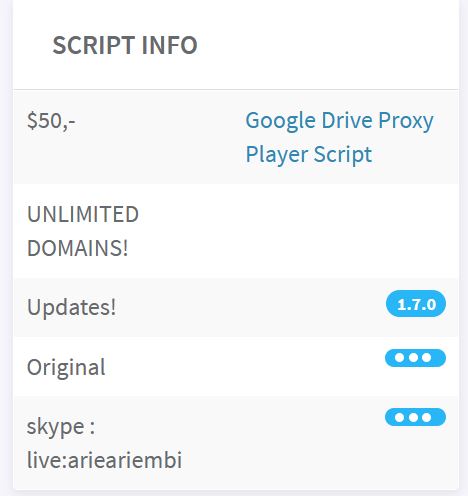 SCRIPT INFO
$50,-
Google Drive Proxy
Player Script
UNLIMITED
DOMAINS!
Updates!
1.7.0
Original
skype :
live:arieariembi